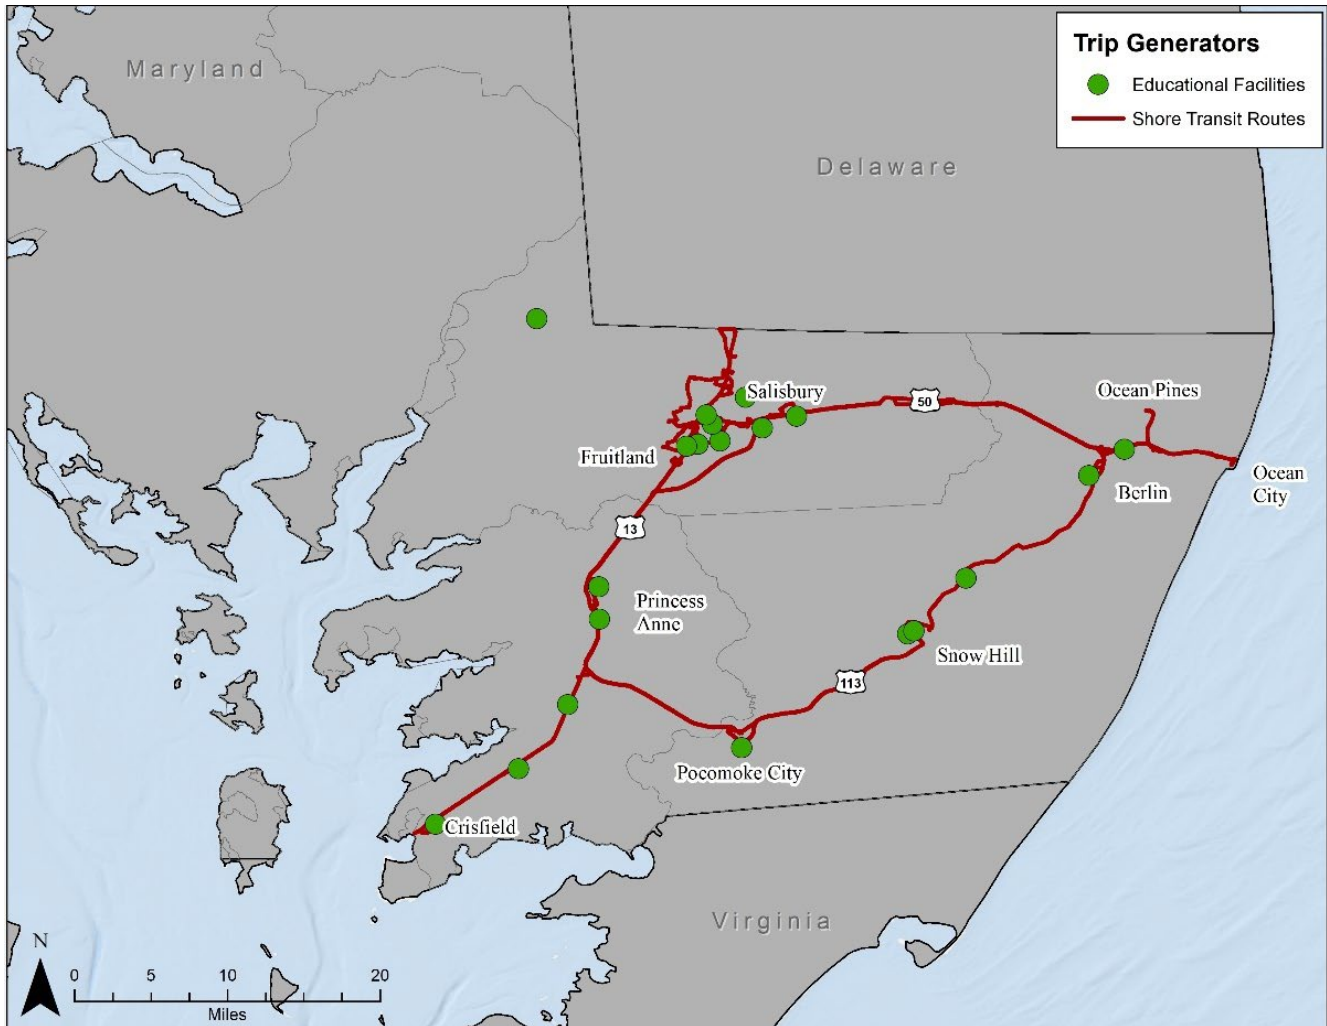 Trip Generators
Educational Facilities
Shore Transit Routes
Maryland
Delaware
Salisbury
Ocean Pines
50
Fruitland
Ocean
City
Berlin
13
Princess
Anne
Snow Hill
113
Pocomoke City
Crisfield
Virginia
N
0 5 10 20
Miles